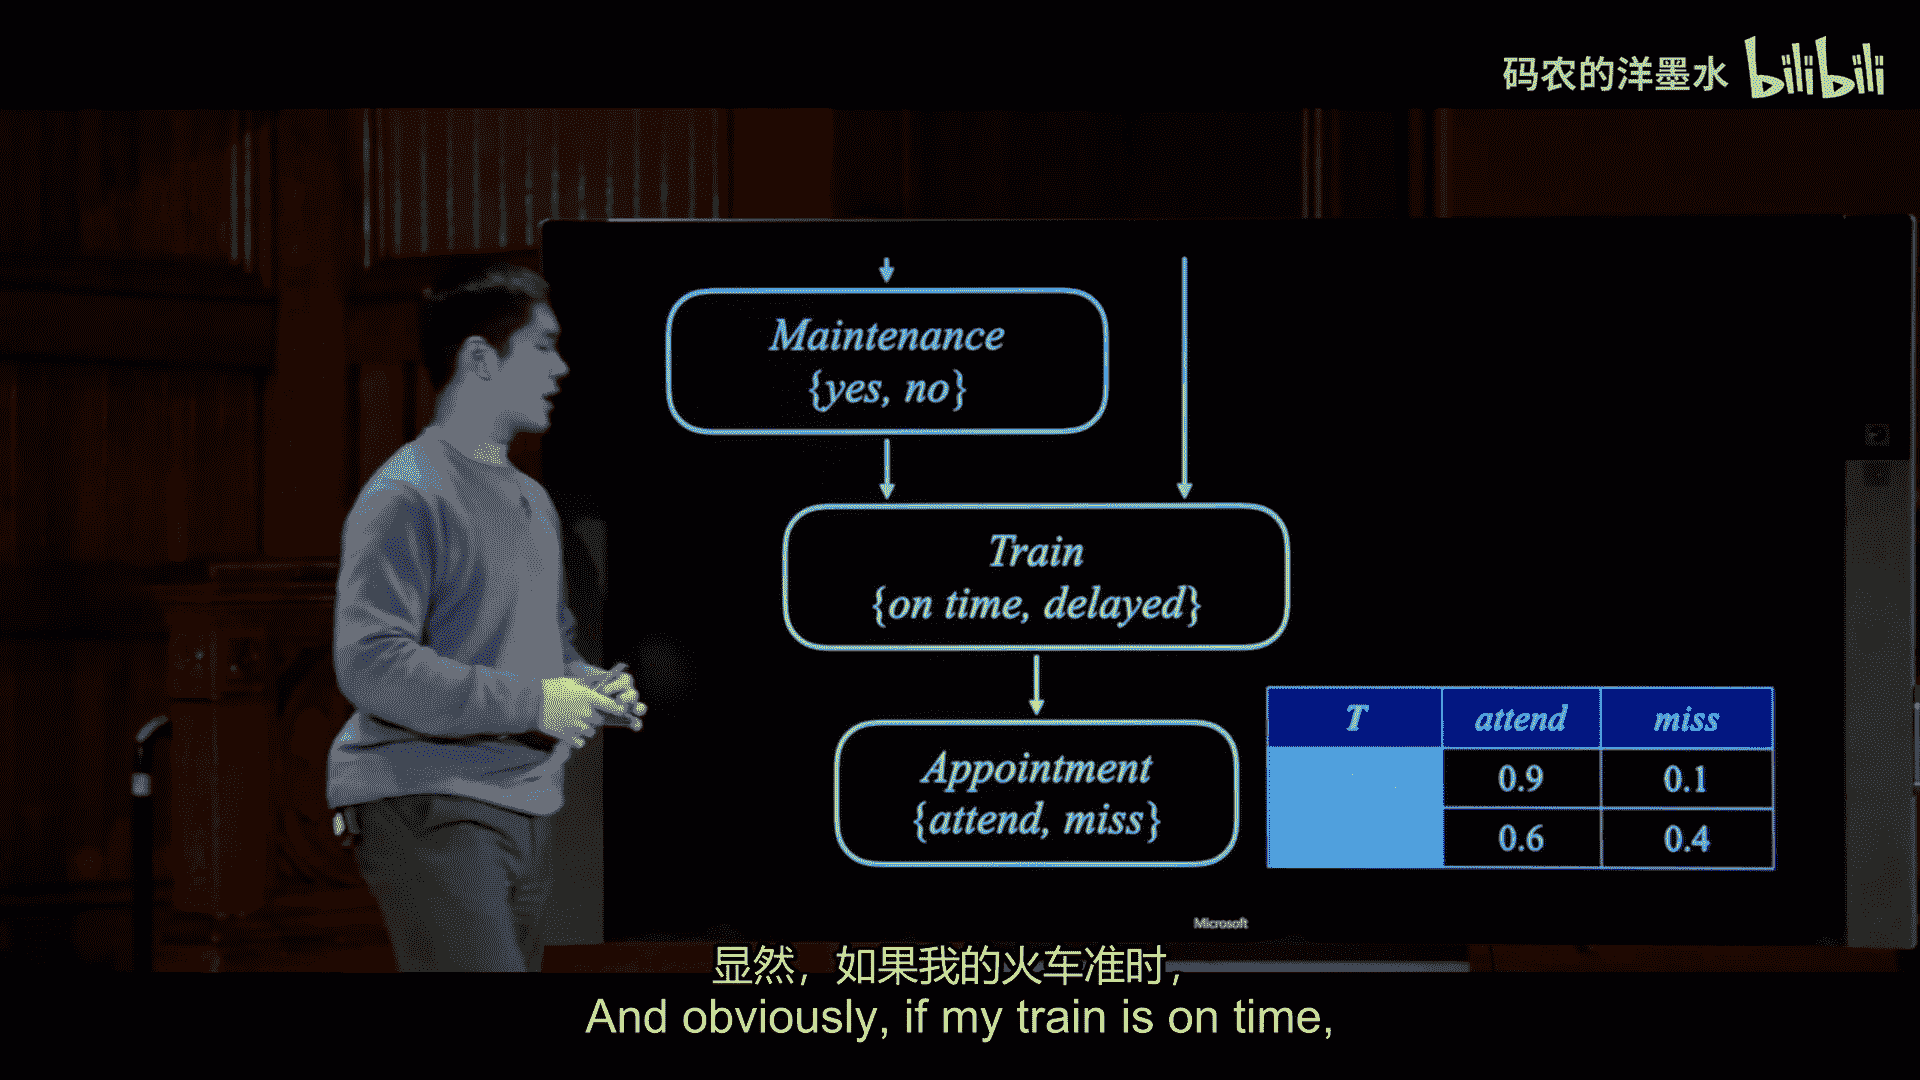 码农的洋墨水 bilibili
Maintenance
{yes, no}
Train
{on time, delayed}
Appointment
{attend, miss}
T attend miss
0.9 0.1
0.6 0.4
Microsoft
显然，如果我的火车准时，
And obviously, if my train is on time,